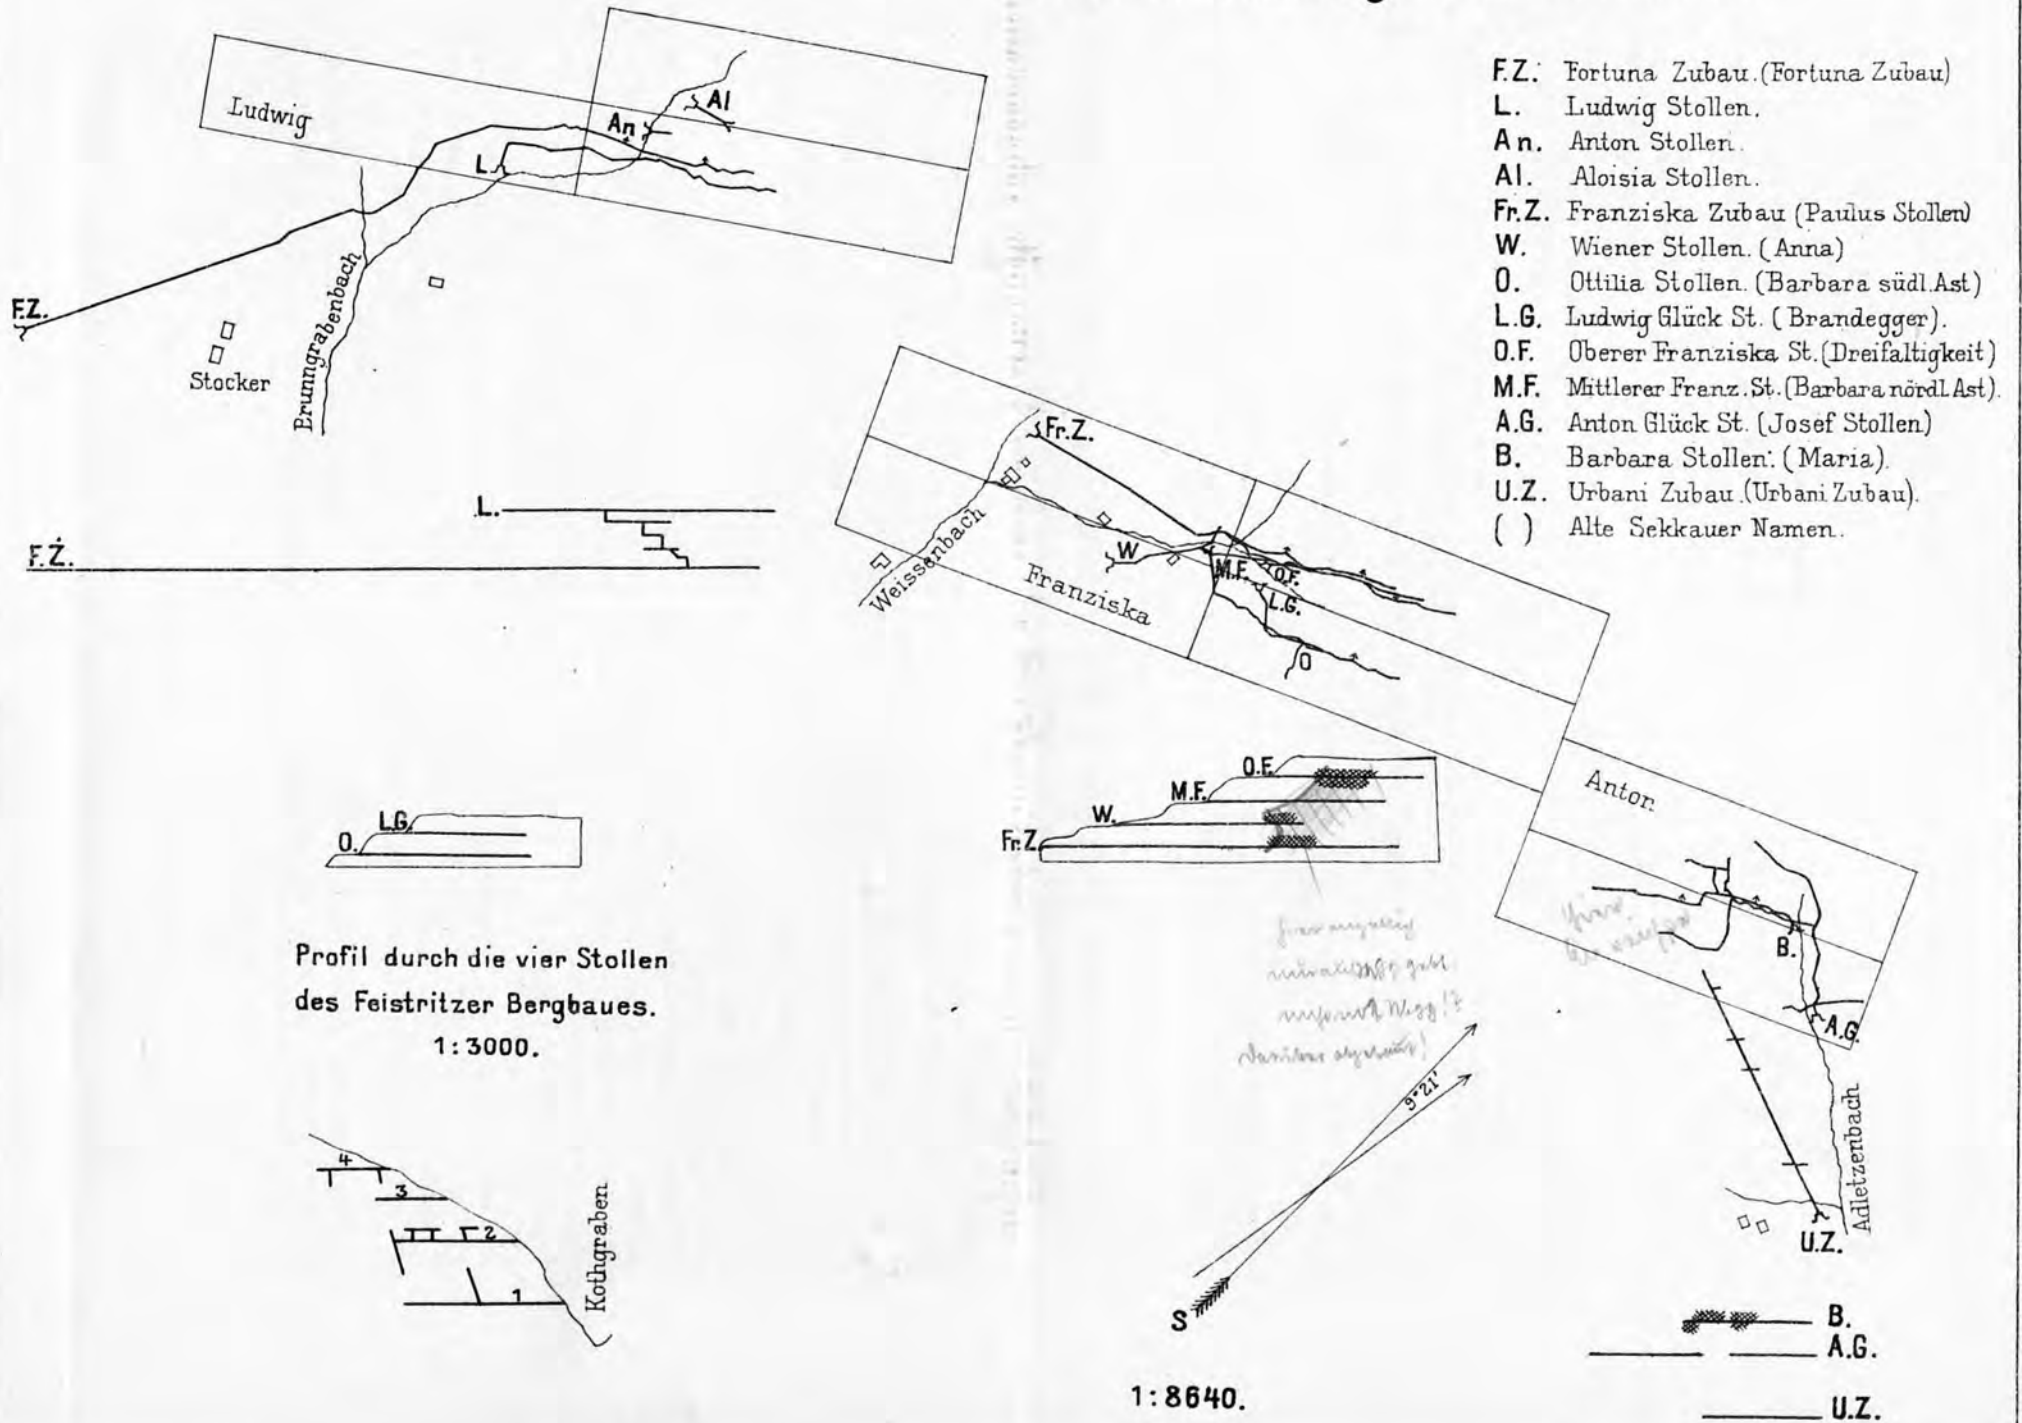 F.Z. Fortuna Zubau. (Fortuna Zubau)
L. Ludwig Stollen.
An. Anton Stollen.
Al. Aloisia Stollen.
Fr.Z. Franziska Zubau (Paulus Stollen)
W. Wiener Stollen. (Anna)
O. Ottilia Stollen. (Barbara südl. Ast)
L.G. Ludwig Glück St. (Brandegger).
O.F. Oberer Franziska St. (Dreifaltigkeit)
M.F. Mittlerer Franz. St. (Barbara nördl. Ast).
A.G. Anton Glück St. (Josef Stollen)
B. Barbara Stollen. (Maria).
U.Z. Urbani Zubau. (Urbani Zubau).
( ) Alte Sekkauer Namen.
Ludwig
Al
An
L.
F.Z.
Brunngrabenbach
Stocker
L.
F.Z.
Fr.Z.
W
Weissenbach
Franziska
M.F.
O.F.
L.G.
O
O.F.
M.F.
W.
Fr.Z.
L.G.
O.
Anton
B.
A.G.
Adletzenbach
U.Z.
Profil durch die vier Stollen
des Feistritzer Bergbaues.
1:3000.
4
3
2
1
Kothgraben
9°21'
S
1:8640.
B.
A.G.
U.Z.